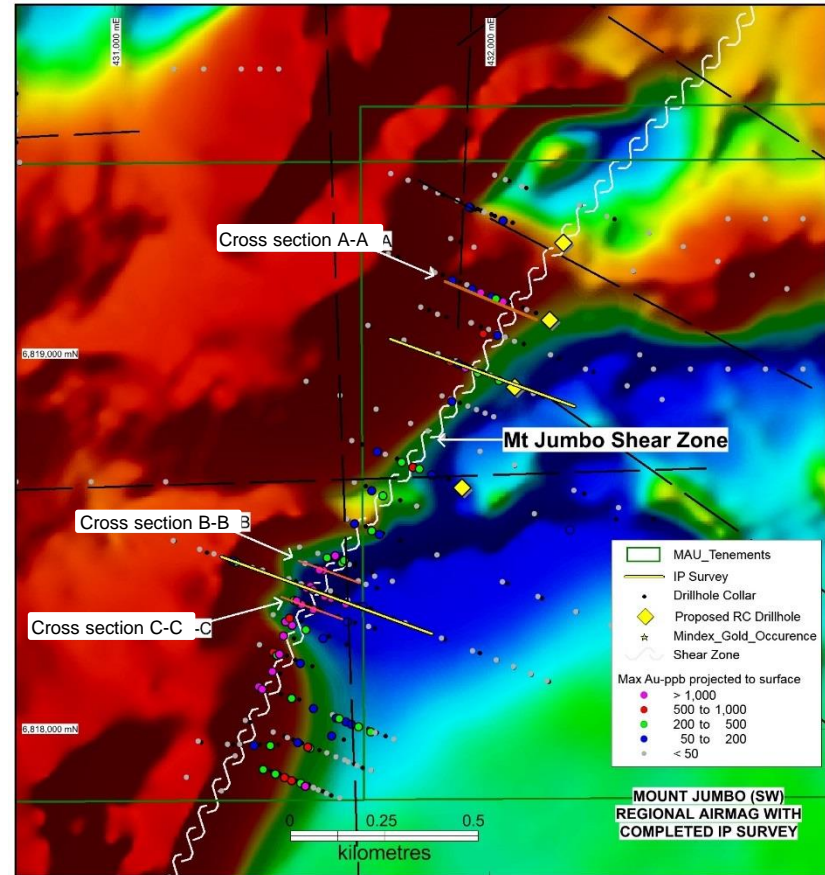 431,000 mE
432,000 mE
Cross section A-A A
6,819,000 mN
Mt Jumbo Shear Zone
Cross section B-B B
Cross section C-C -C
6,818,000 mN
MAU_Tenements
IP Survey
Drillhole Collar
Proposed RC Drillhole
Mindex_Gold_Occurence
Shear Zone
Max Au-ppb projected to surface
> 1,000
500 to 1,000
200 to 500
50 to 200
< 50
MOUNT JUMBO (SW)
REGIONAL AIRMAG WITH
COMPLETED IP SURVEY
0 0.25 0.5
kilometres